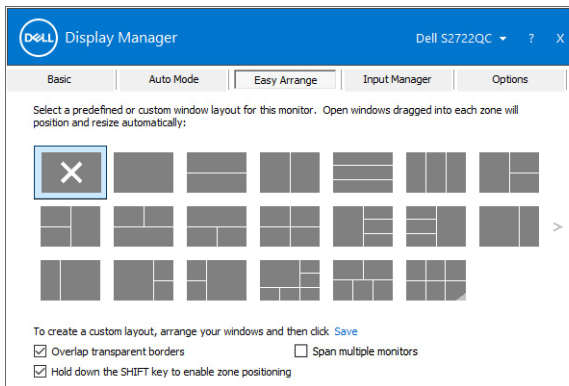 DELL Display Manager Dell S2722QC ? X
Basic Auto Mode Easy Arrange Input Manager Options
Select a predefined or custom window layout for this monitor. Open windows dragged into each zone will
position and resize automatically:
>
To create a custom layout, arrange your windows and then click Save
Overlap transparent borders Span multiple monitors
Hold down the SHIFT key to enable zone positioning